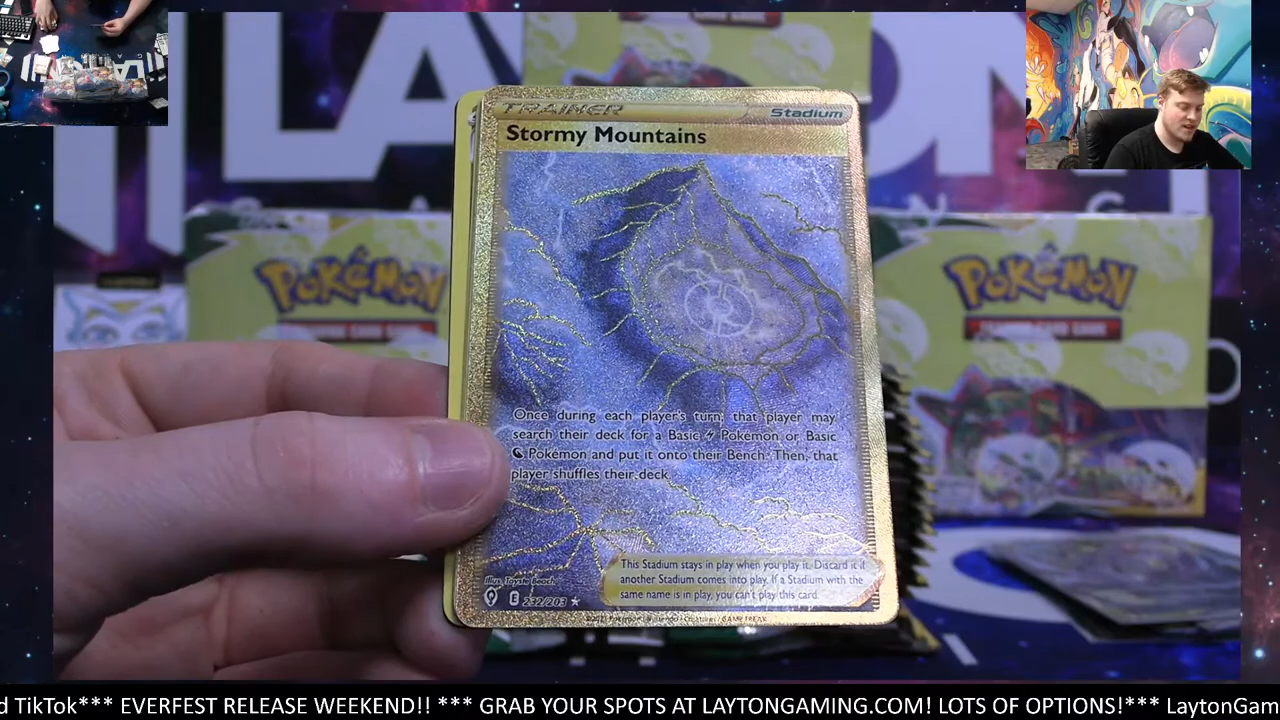 TRAINER
Stadium
Stormy Mountains
Once during each player's turn, that player may
search their deck for a Basic Pokémon or Basic
Pokémon and put it onto their Bench. Then, that
player shuffles their deck.
This Stadium stays in play when you play it. Discard it if
another Stadium comes into play. If a Stadium with the
same name is in play, you can't play this card.
Illus. Toyste Beach
E 232/203 ★
POKÉMON
TRADING CARD GAME
POKÉMON
TRADING CARD GAME
d TikTok*** EVERFEST RELEASE WEEKEND!! *** GRAB YOUR SPOTS AT LAYTONGAMING.COM! LOTS OF OPTIONS!*** LaytonGam